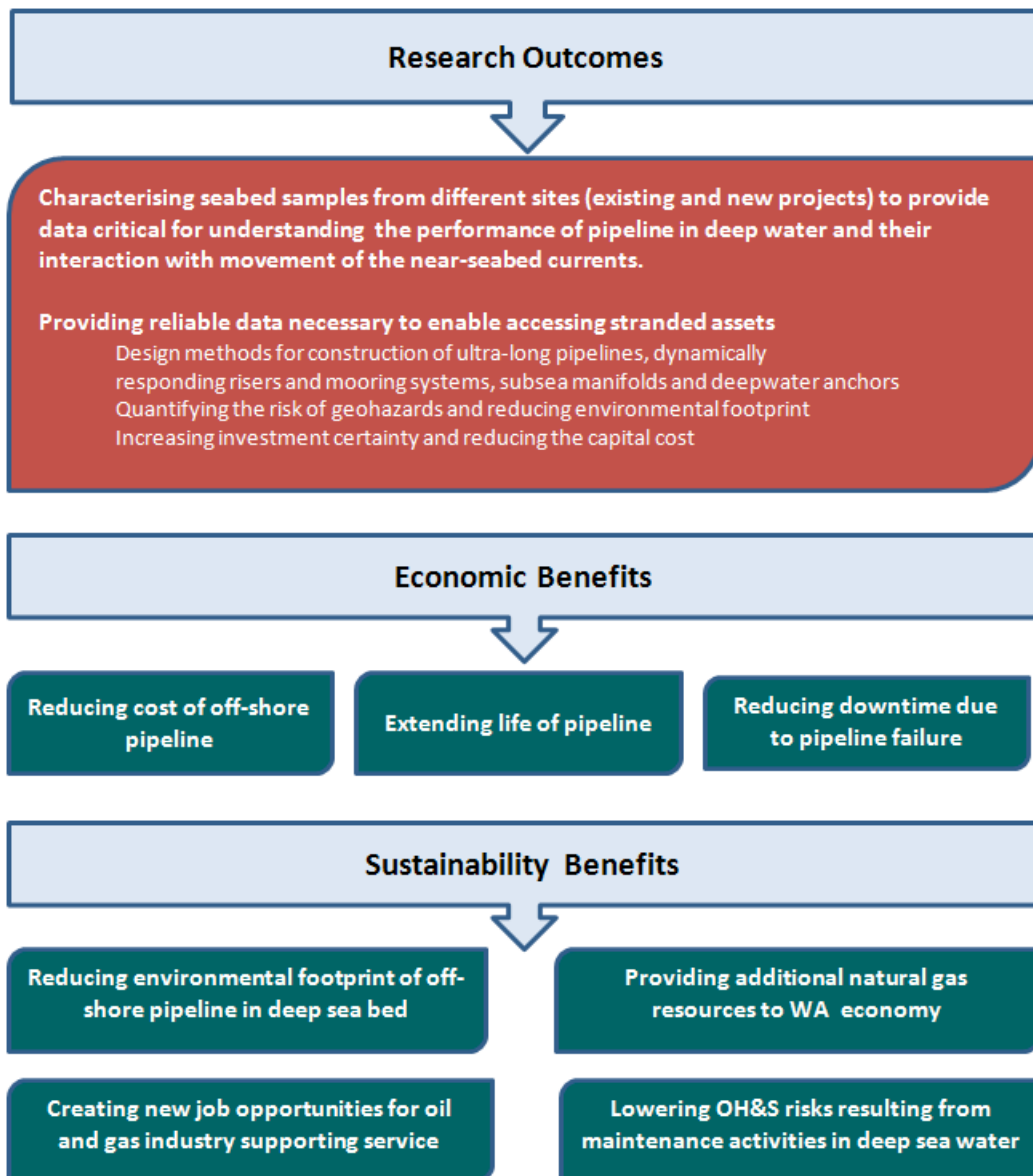 Research Outcomes
Characterising seabed samples from different sites (existing and new projects) to provide
data critical for understanding the performance of pipeline in deep water and their
interaction with movement of the near-seabed currents.
Providing reliable data necessary to enable accessing stranded assets
Design methods for construction of ultra-long pipelines, dynamically
responding risers and mooring systems, subsea manifolds and deepwater anchors
Quantifying the risk of geohazards and reducing environmental footprint
Increasing investment certainty and reducing the capital cost
Economic Benefits
Reducing cost of off-shore
pipeline
Extending life of pipeline
Reducing downtime due
to pipeline failure
Sustainability Benefits
Reducing environmental footprint of off-
shore pipeline in deep sea bed
Providing additional natural gas
resources to WA economy
Creating new job opportunities for oil
and gas industry supporting service
Lowering OH&S risks resulting from
maintenance activities in deep sea water